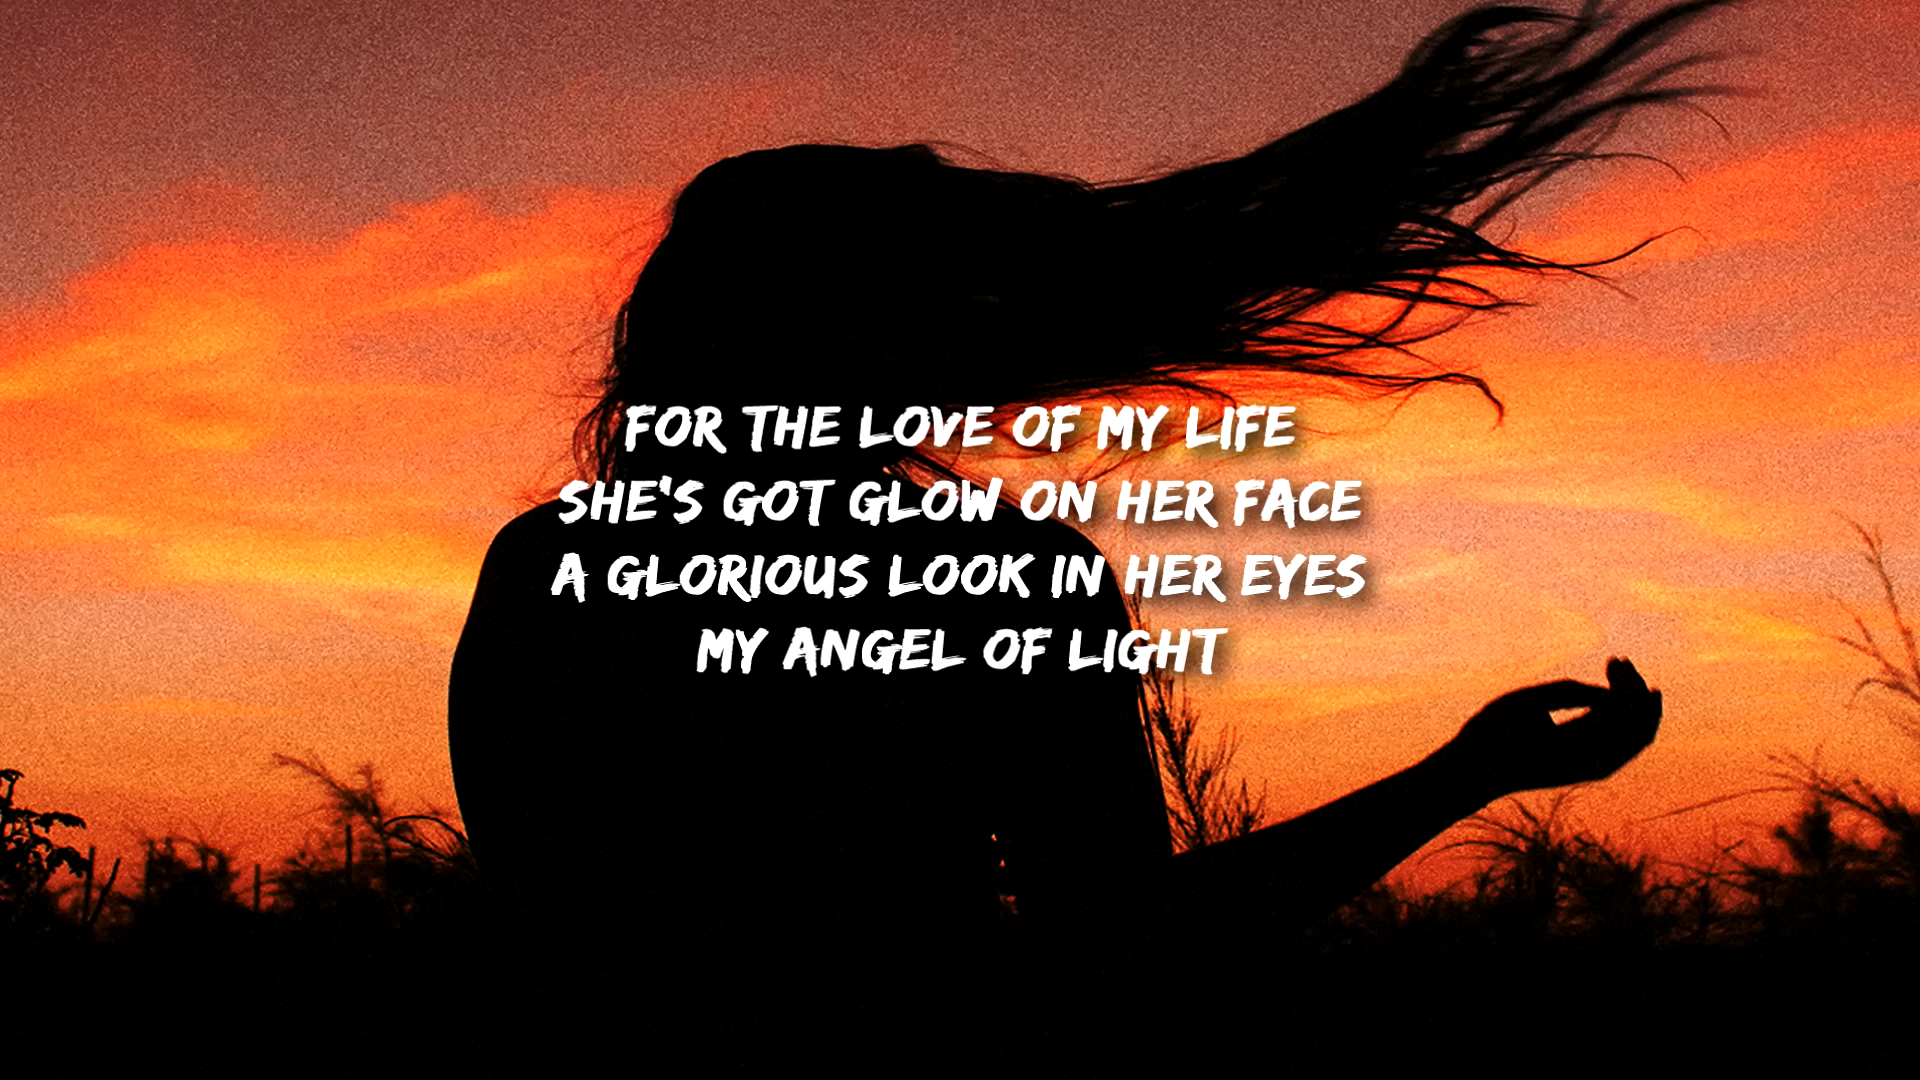 FOR THE LOVE OF MY LIFE
SHE'S GOT GLOW ON HER FACE
A GLORIOUS LOOK IN HER EYES
MY ANGEL OF LIGHT